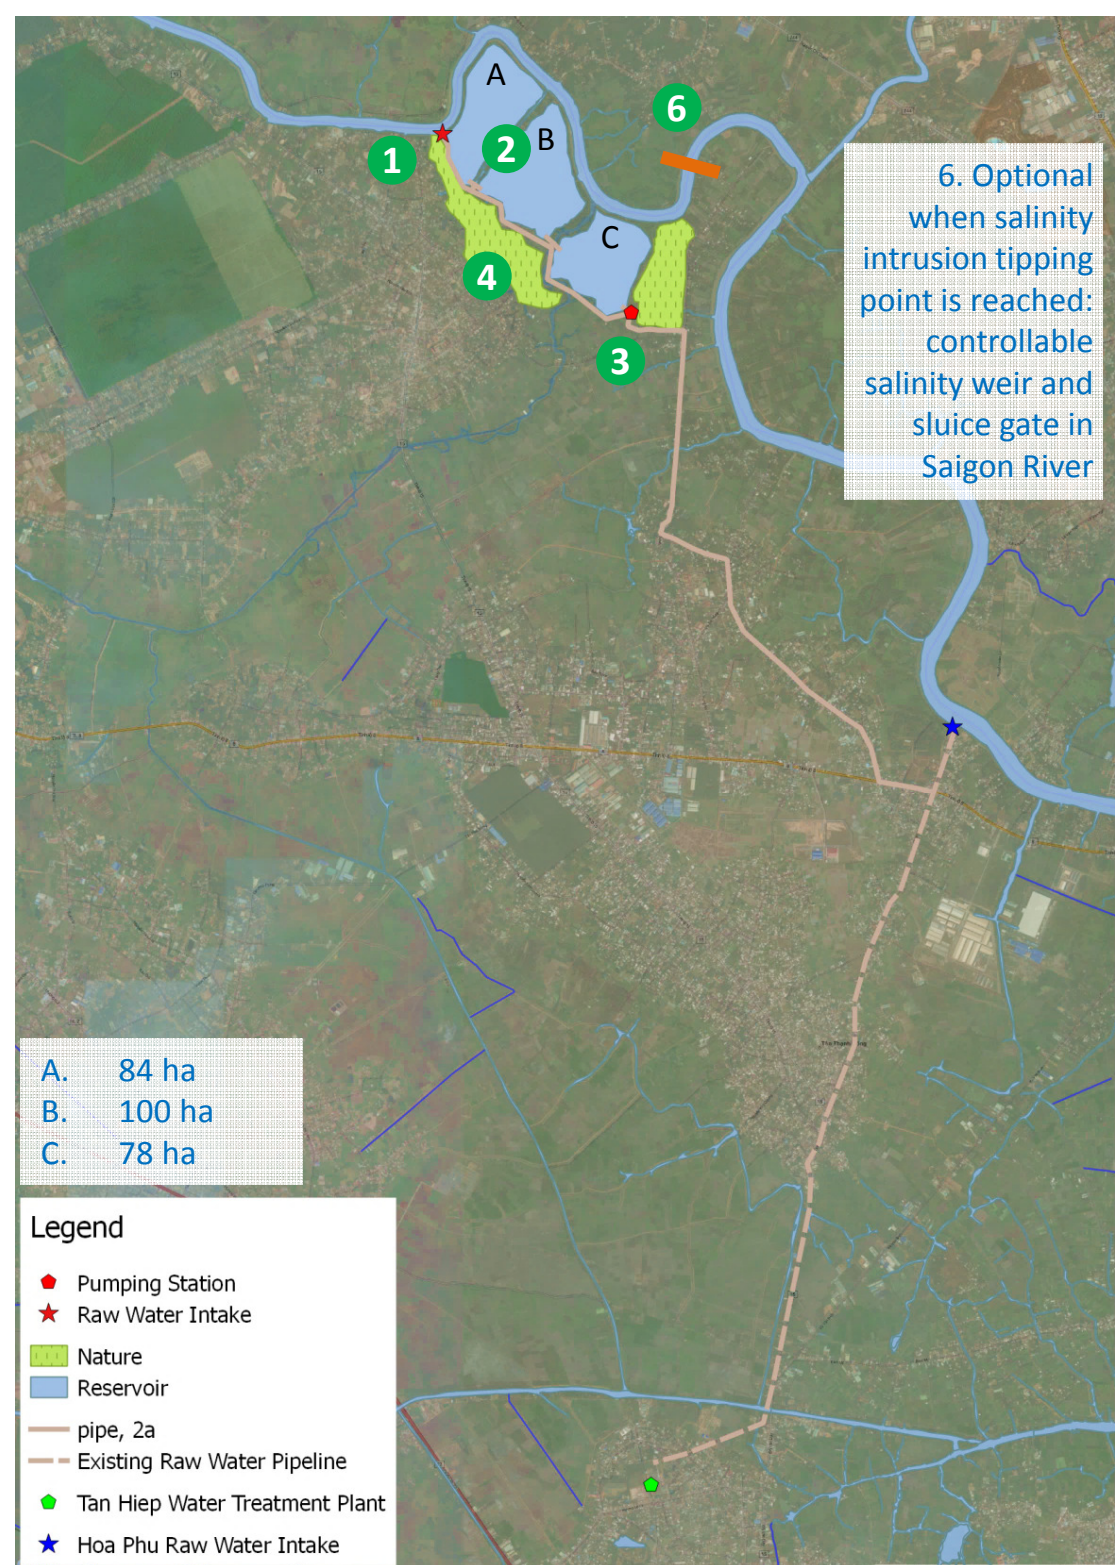 A
6
B
2
1
C
4
3
6. Optional
when salinity
intrusion tipping
point is reached:
controllable
salinity weir and
sluice gate in
Saigon River
A. 84 ha
B. 100 ha
C. 78 ha
Legend
Pumping Station
Raw Water Intake
Nature
Reservoir
pipe, 2a
Existing Raw Water Pipeline
Tan Hiep Water Treatment Plant
Hoa Phu Raw Water Intake